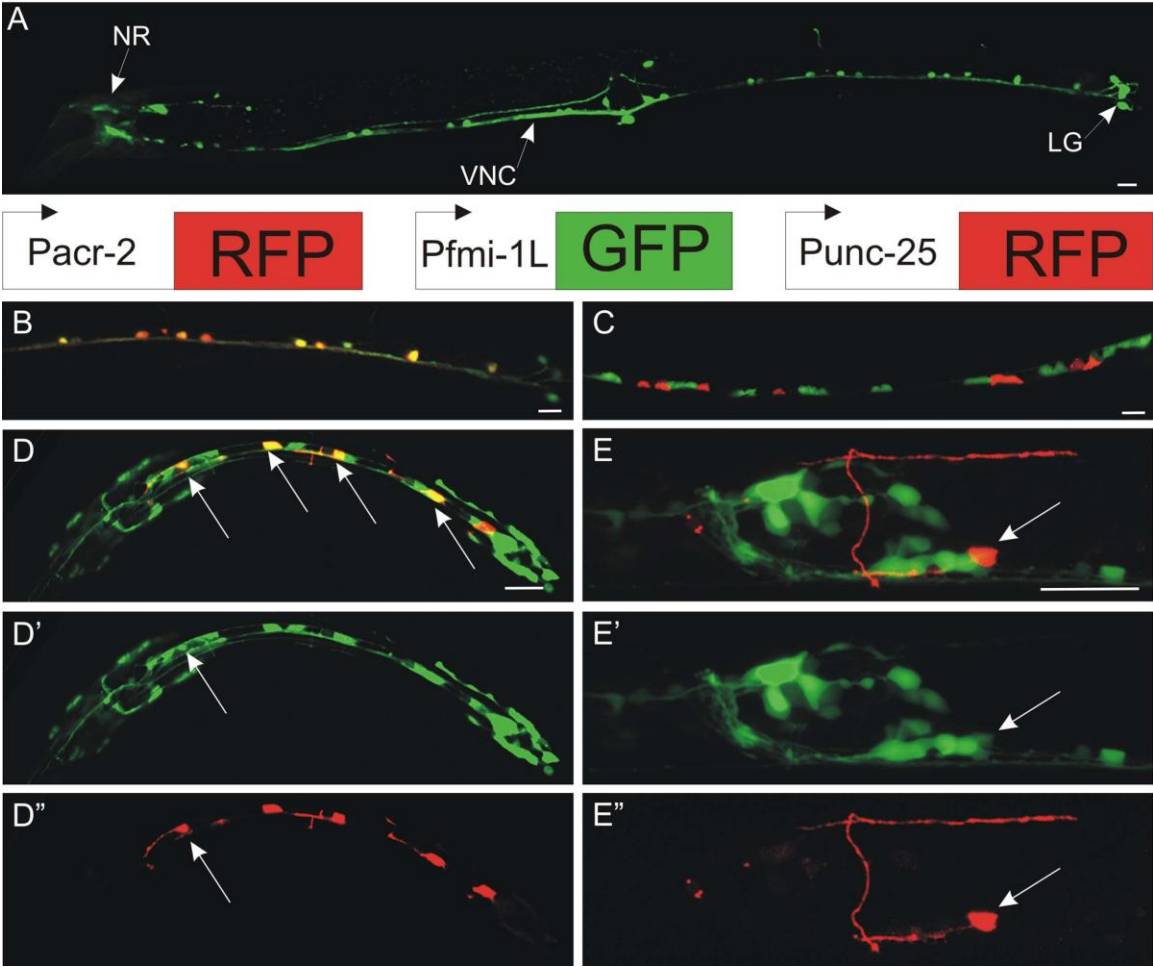 A
NR
VNC
LG
Pacr-2 RFP
Pfmi-1L GFP
Punc-25 RFP
B
C
D
E
D’
E’
D”
E”